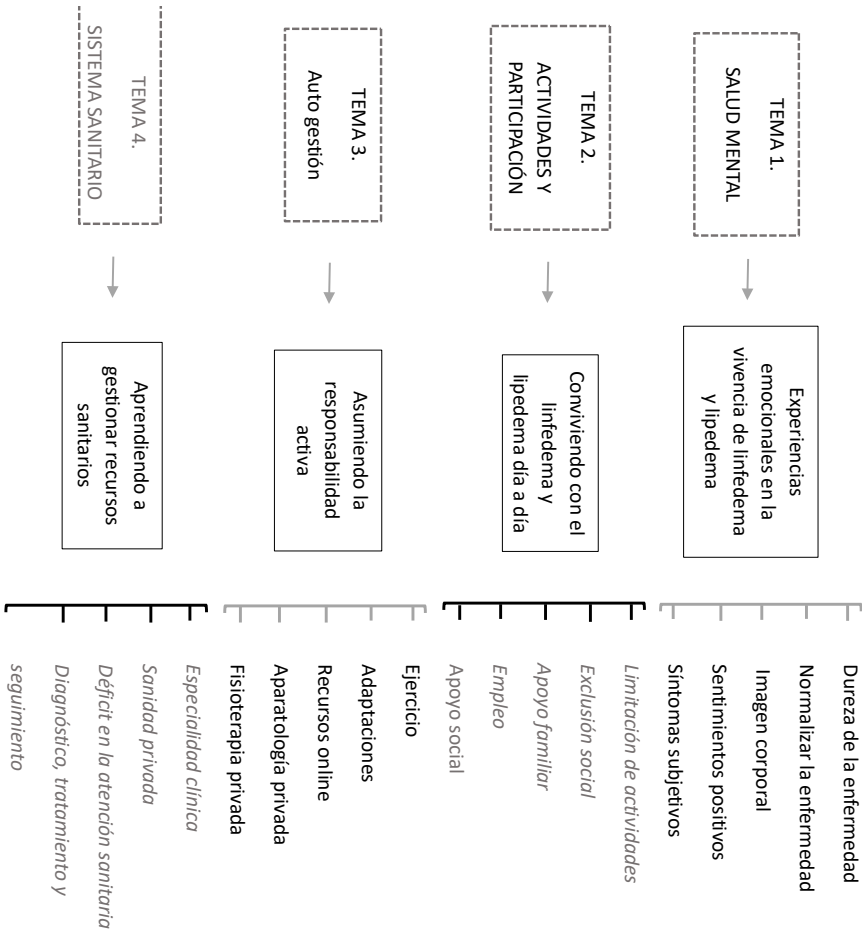 TEMA 1.
SALUD MENTAL
Experiencias
emocionales en la
vivencia de linfedema
y lipedema
Dureza de la enfermedad
Normalizar la enfermedad
Imagen corporal
Sentimientos positivos
Síntomas subjetivos
TEMA 2.
ACTIVIDADES Y
PARTICIPACIÓN
Conviviendo con el
linfedema y
lipedema día a día
Limitación de actividades
Exclusión social
Apoyo familiar
Empleo
Apoyo social
TEMA 3.
Auto gestión
Asumiendo la
responsabilidad
activa
Ejercicio
Adaptaciones
Recursos online
Aparatología privada
Fisioterapia privada
TEMA 4.
SISTEMA SANITARIO
Aprendiendo a
gestionar recursos
sanitarios
Especialidad clínica
Sanidad privada
Déficit en la atención sanitaria
Diagnóstico, tratamiento y
seguimiento